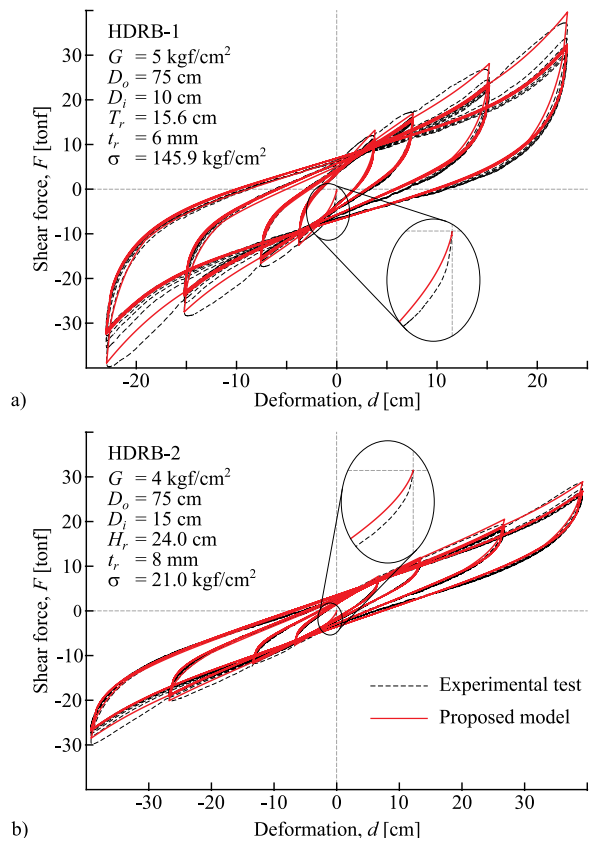 HDRB-1
G = 5 kgf/cm²
Dₒ = 75 cm
Dᵢ = 10 cm
Tᵣ = 15.6 cm
tᵣ = 6 mm
σ = 145.9 kgf/cm²
Shear force, F [tonf]
30
20
10
0
-10
-20
-30
-20
-10
0
10
20
a)
Deformation, d [cm]
HDRB-2
G = 4 kgf/cm²
Dₒ = 75 cm
Dᵢ = 15 cm
Hᵣ = 24.0 cm
tᵣ = 8 mm
σ = 21.0 kgf/cm²
Shear force, F [tonf]
30
20
10
0
-10
-20
-30
Experimental test
Proposed model
-30
-20
-10
0
10
20
30
b)
Deformation, d [cm]